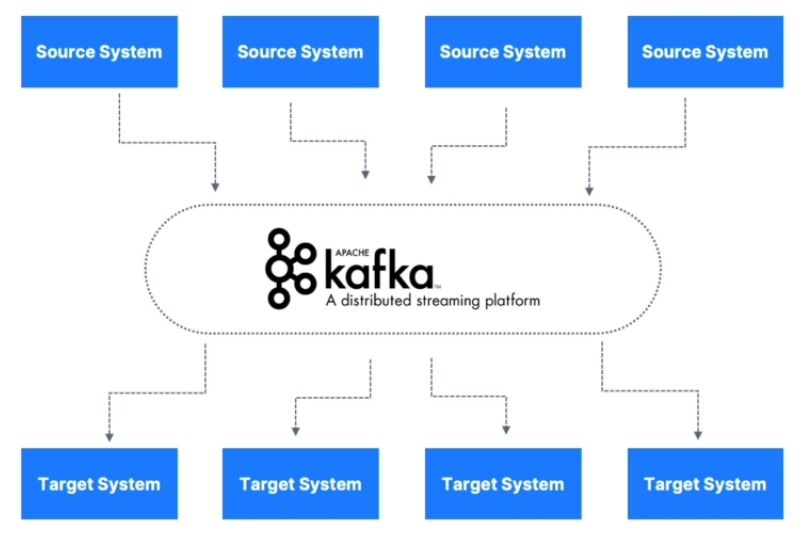 Source System
Source System
Source System
Source System
APACHE
kafka™
A distributed streaming platform
Target System
Target System
Target System
Target System